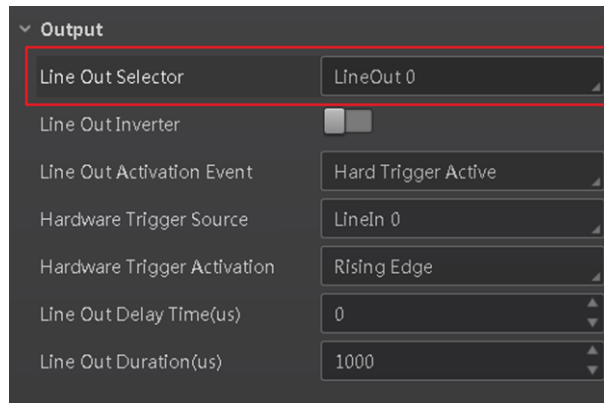 Output
Line Out Selector LineOut 0
Line Out Inverter
Line Out Activation Event Hard Trigger Active
Hardware Trigger Source LineIn 0
Hardware Trigger Activation Rising Edge
Line Out Delay Time(us) 0
Line Out Duration(us) 1000